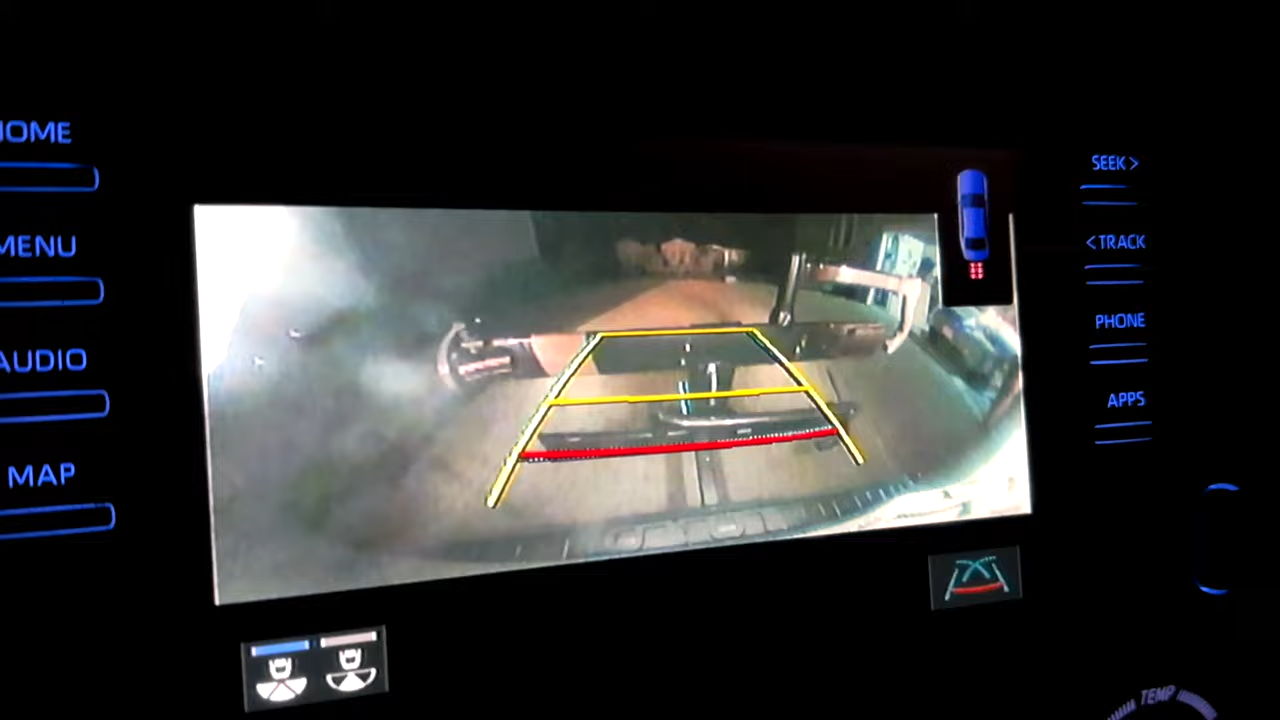 HOME
MENU
AUDIO
MAP
SEEK >
< TRACK
PHONE
APPS
TEMP